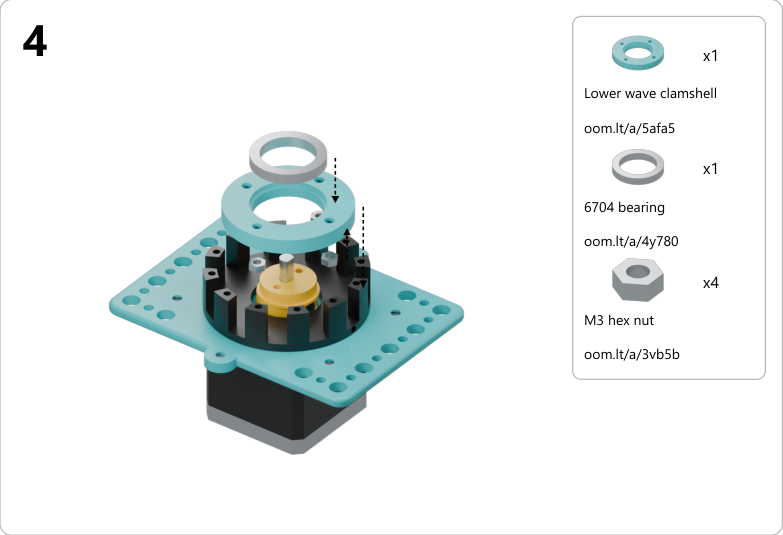 4
x1
Lower wave clamshell
oom.lt/a/5afa5
x1
6704 bearing
oom.lt/a/4y780
x4
M3 hex nut
oom.lt/a/3vb5b